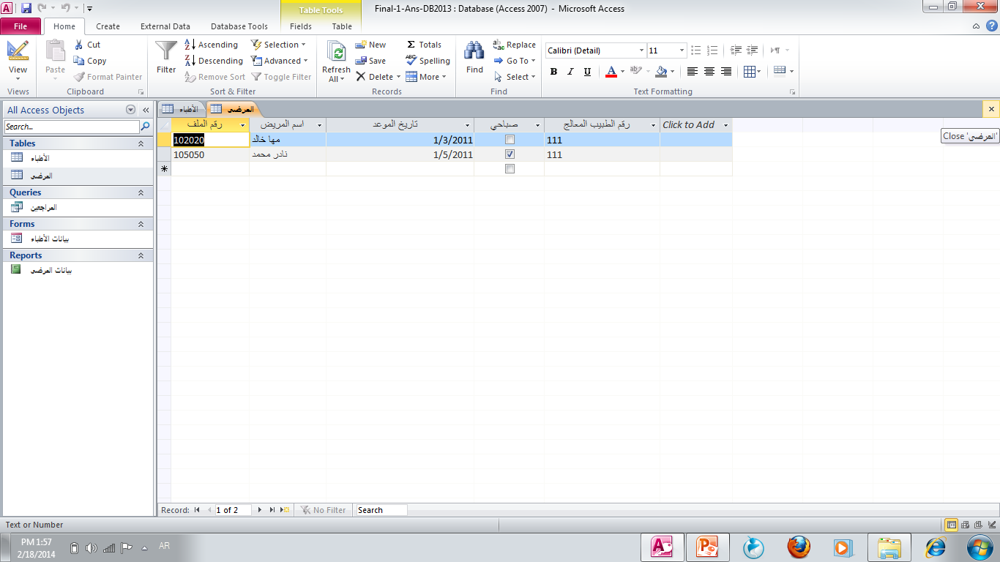 Table Tools
Final-1-Ans-DB2013 : Database (Access 2007) - Microsoft Access
File Home Create External Data Database Tools Fields Table
View
Views
Paste
Cut
Copy
Format Painter
Clipboard
Filter
Ascending
Descending
Remove Sort
Selection
Advanced
Toggle Filter
Sort & Filter
Refresh
All
New
Save
Delete
Totals
Spelling
More
Records
Find
Replace
Go To
Select
Find
Calibri (Detail) 11
B I U A ab
Text Formatting
All Access Objects
Search...
Tables
الأطباء
المرضى
Queries
المراجعين
Forms
بيانات الأطباء
Reports
بيانات المرضى
الأطباء
المرضى
رقم الملف
اسم المريض
تاريخ الموعد
صباحي
رقم الطبيب المعالج
Click to Add
102020 مها خالد 1/3/2011 111
105050 نادر محمد 1/5/2011 111
Close 'المرضى'
Record: 1 of 2 No Filter Search
Text or Number
PM 1:57
2/18/2014
AR